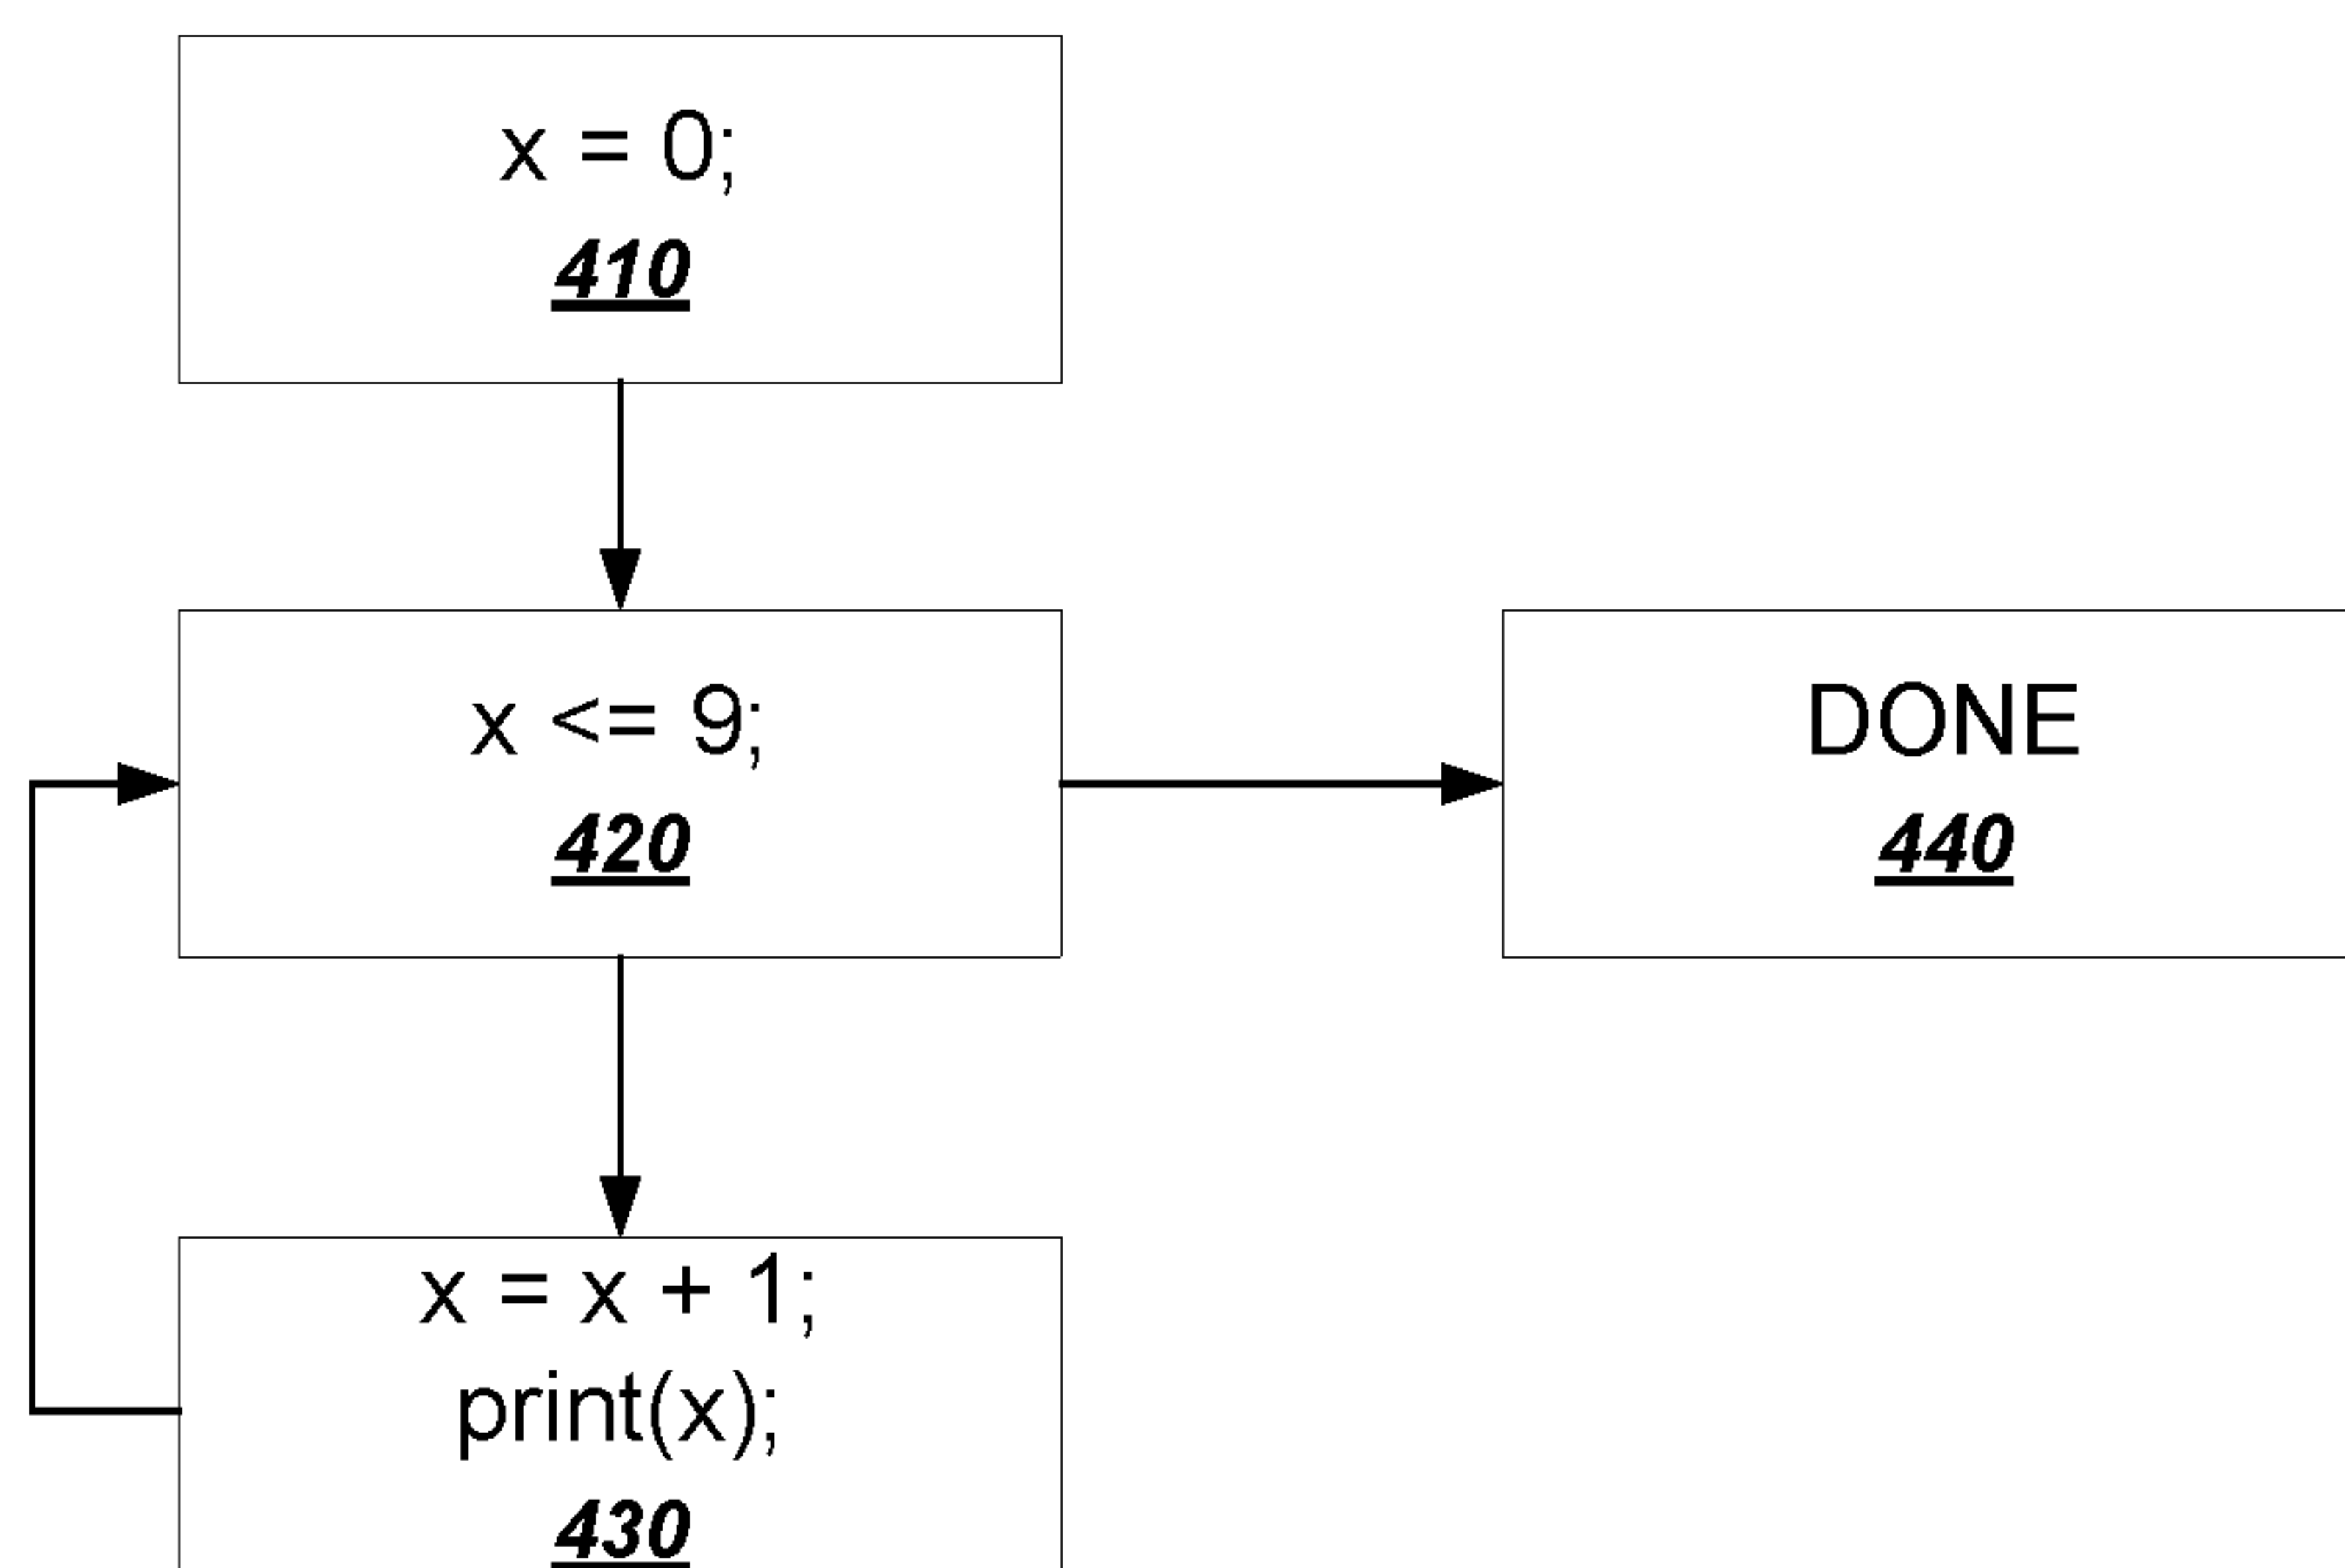 x = 0;
410
x <= 9;
420
DONE
440
x = x + 1;
print(x);
430